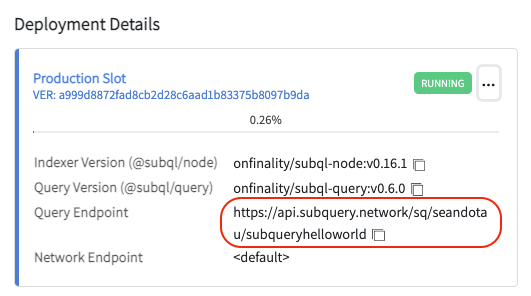 Deployment Details
Production Slot
RUNNING
...
VER: a999d8872fad8cb2d28c6aad1b83375b8097b9da
0.26%
Indexer Version (@subql/node) onfinality/subql-node:v0.16.1
Query Version (@subql/query) onfinality/subql-query:v0.6.0
Query Endpoint https://api.subquery.network/sq/seandota
u/subqueryhelloworld
Network Endpoint <default>